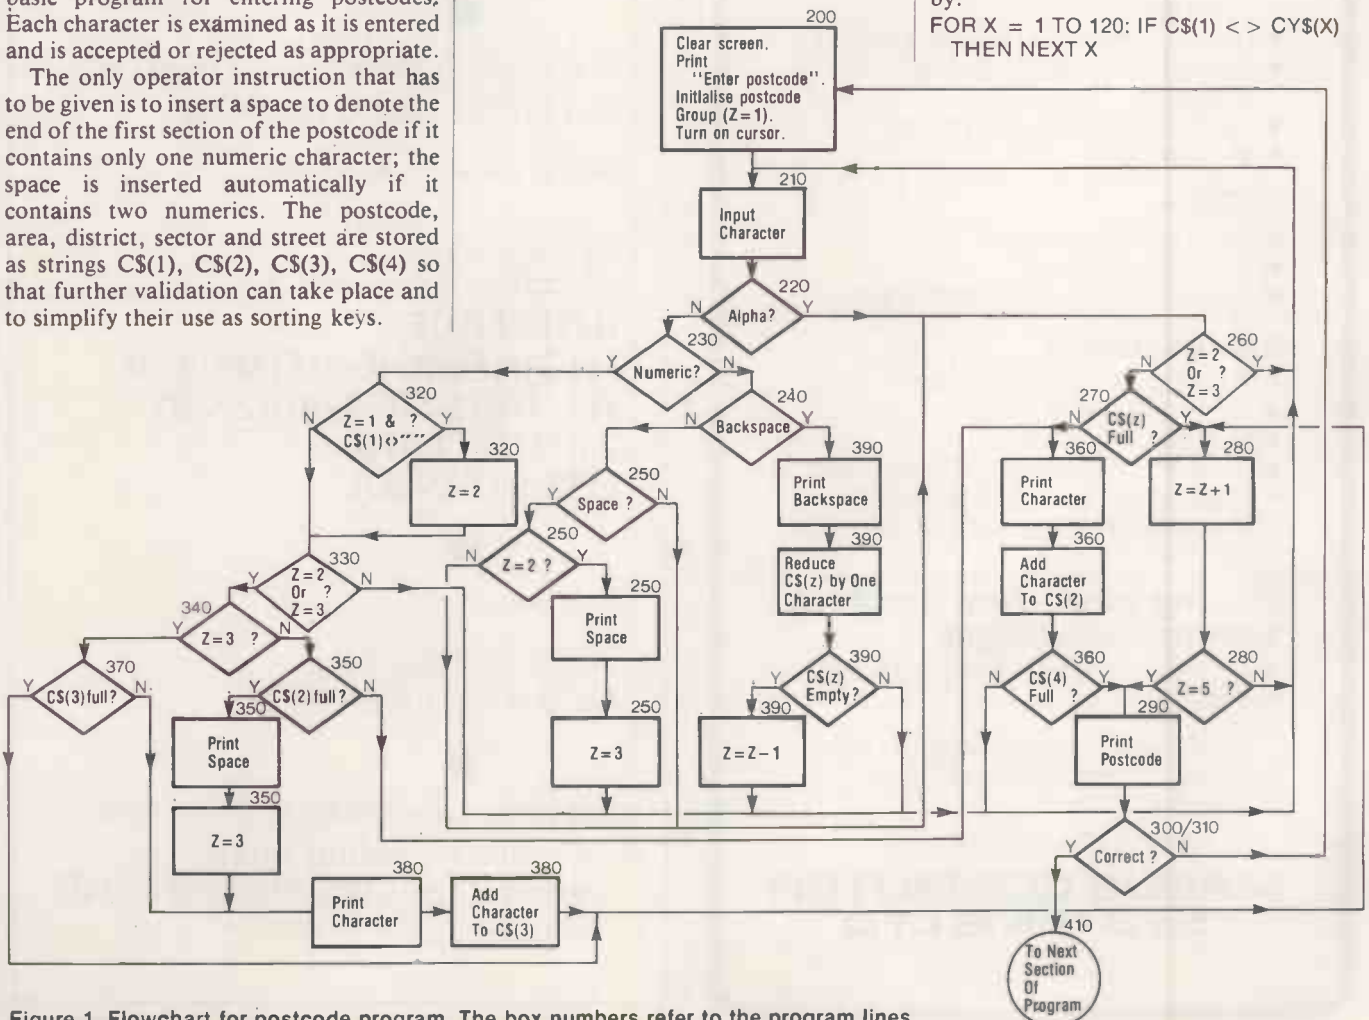 basic program for entering postcodes.
Each character is examined as it is entered
and is accepted or rejected as appropriate.
The only operator instruction that has
to be given is to insert a space to denote the
end of the first section of the postcode if it
contains only one numeric character; the
space is inserted automatically if it
contains two numerics. The postcode,
area, district, sector and street are stored
as strings C$(1), C$(2), C$(3), C$(4) so
that further validation can take place and
to simplify their use as sorting keys.
by:
FOR X = 1 TO 120: IF C$(1) < > CY$(X)
THEN NEXT X
200
Clear screen.
Print
"Enter postcode".
Initialise postcode
Group (Z=1).
Turn on cursor.
210
Input
Character
220
N
Alpha?
Y
230
Y
Numeric?
N
240
N
Backspace
Y
260
N
Z=2
Or ?
Z=3
Y
270
N
C$(z)
Full ?
Y
320
N
Z=1 & ?
C$(1)<>""
Y
320
Z=2
250
Y
Space ?
N
250
N
Z=2 ?
Y
250
Print
Space
250
Z=3
390
Print
Backspace
390
Reduce
C$(z) by One
Character
390
Y
C$(z)
Empty?
N
390
Z=Z-1
360
Print
Character
360
Add
Character
To C$(2)
360
N
C$(4)
Full ?
Y
280
Z=Z+1
280
Y
Z=5 ?
N
290
Print
Postcode
300/310
Y
Correct ?
N
410
To Next
Section
Of
Program
330
Y
Z=2
Or ?
Z=3
N
340
Y
Z=3 ?
N
370
Y
C$(3)full?
N
350
Y
C$(2)full?
N
350
Print
Space
350
Z=3
380
Print
Character
380
Add
Character
To C$(3)
Figure 1. Flowchart for postcode program. The box numbers refer to the program lines